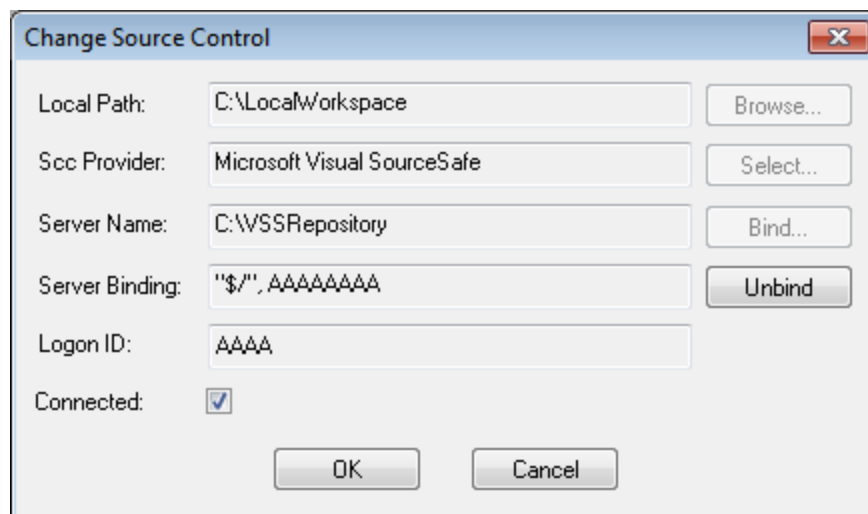 Change Source Control
Local Path: C:\LocalWorkspace Browse...
Scc Provider: Microsoft Visual SourceSafe Select...
Server Name: C:\VSSRepository Bind...
Server Binding: "$/", AAAAAAAA Unbind
Logon ID: AAAA
Connected:
OK Cancel